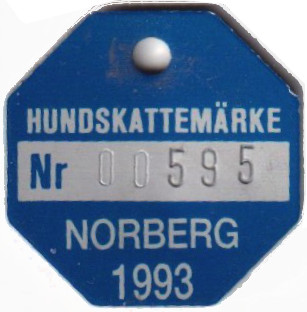 HUNDSKATTEMÄRKE
Nr 00595
NORBERG
1993